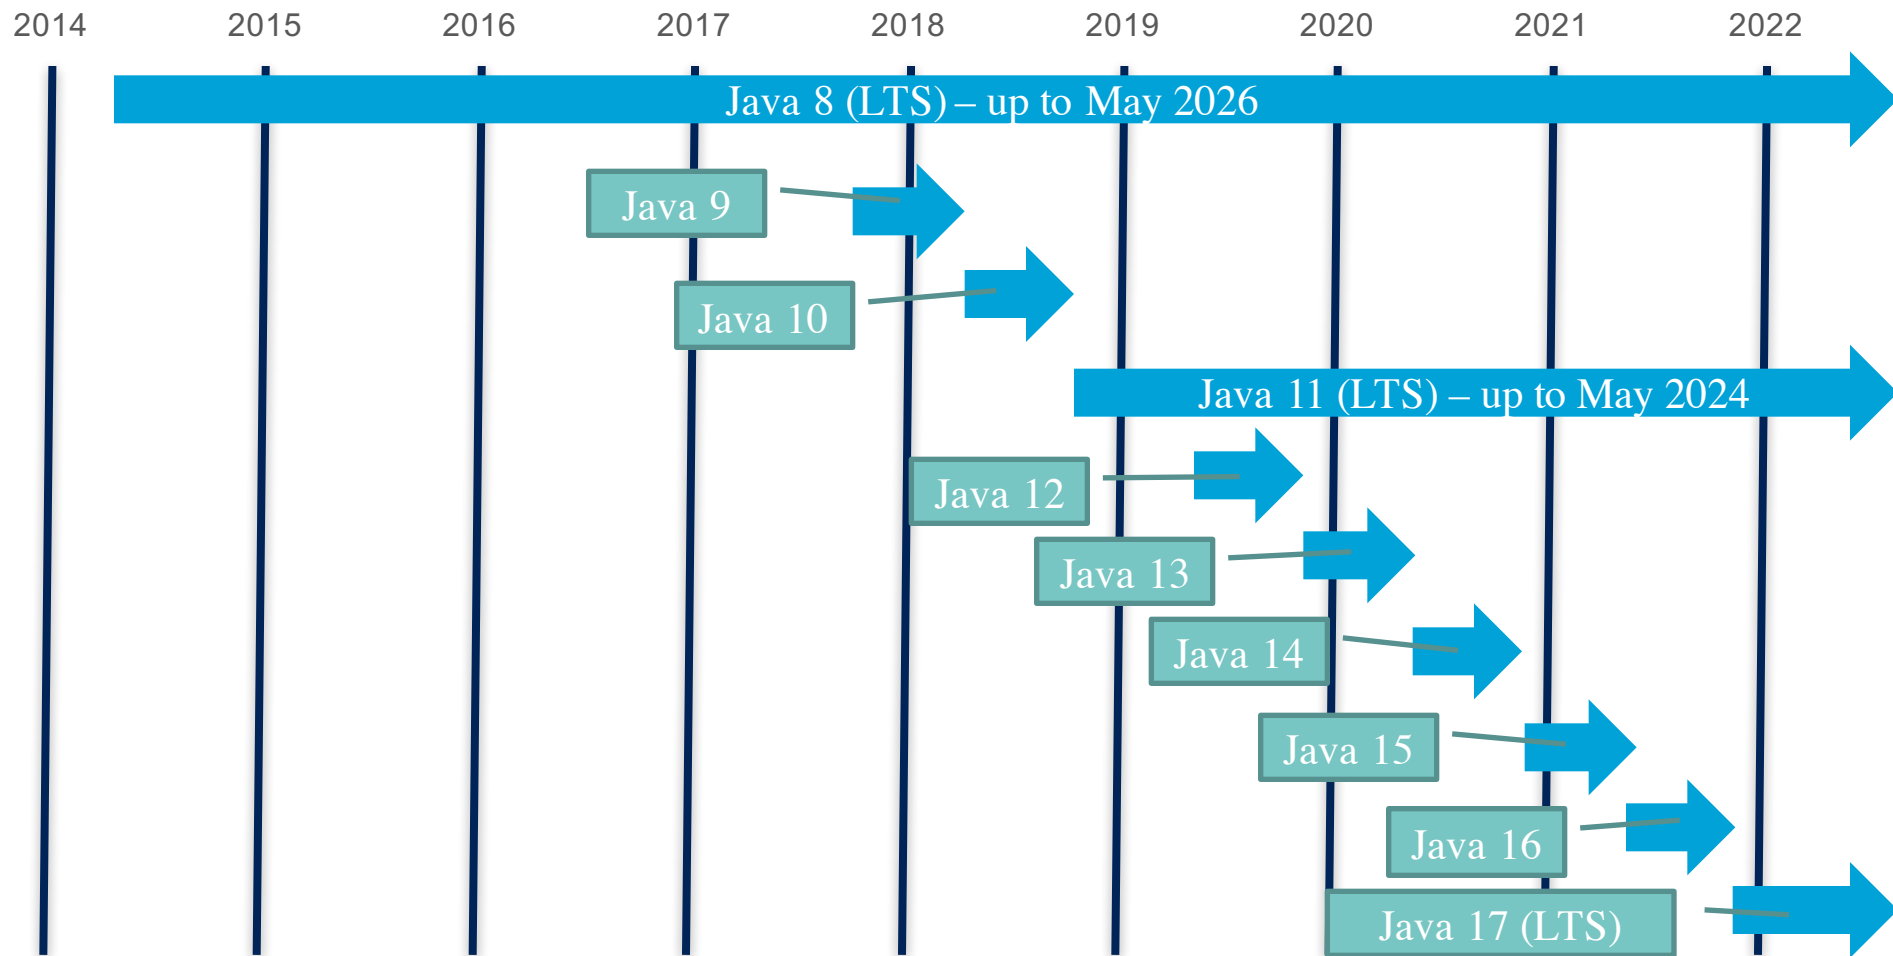 2014 2015 2016 2017 2018 2019 2020 2021 2022
Java 8 (LTS) – up to May 2026
Java 9
Java 10
Java 11 (LTS) – up to May 2024
Java 12
Java 13
Java 14
Java 15
Java 16
Java 17 (LTS)